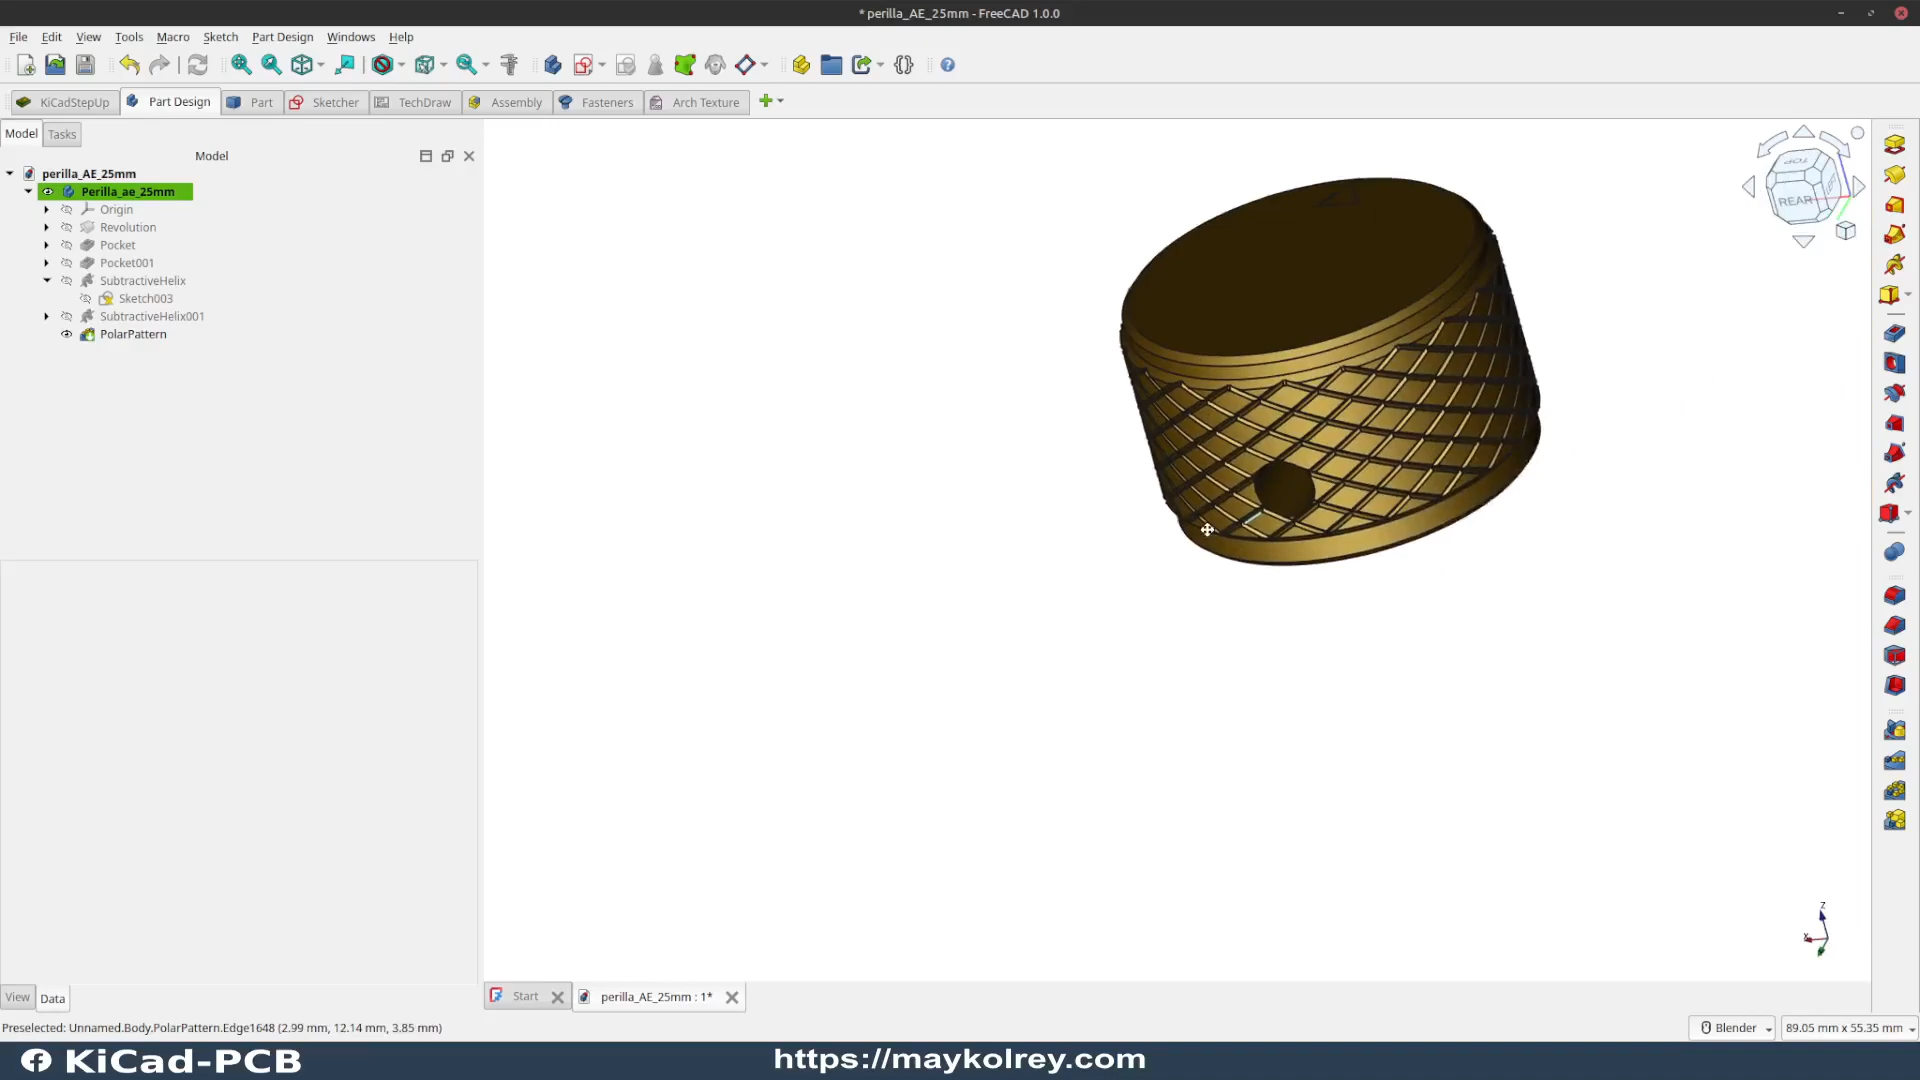 * perilla_AE_25mm - FreeCAD 1.0.0
File Edit View Tools Macro Sketch Part Design Windows Help
KiCadStepUp Part Design Part Sketcher TechDraw Assembly Fasteners Arch Texture
Model Tasks
Model
perilla_AE_25mm
Perilla_ae_25mm
Origin
Revolution
Pocket
Pocket001
SubtractiveHelix
Sketch003
SubtractiveHelix001
PolarPattern
TOP
REAR
LEFT
Z
X
View Data
Start perilla_AE_25mm : 1*
Preselected: Unnamed.Body.PolarPattern.Edge1648 (2.99 mm, 12.14 mm, 3.85 mm)
Blender 89.05 mm x 55.35 mm
KiCad-PCB https://maykolrey.com